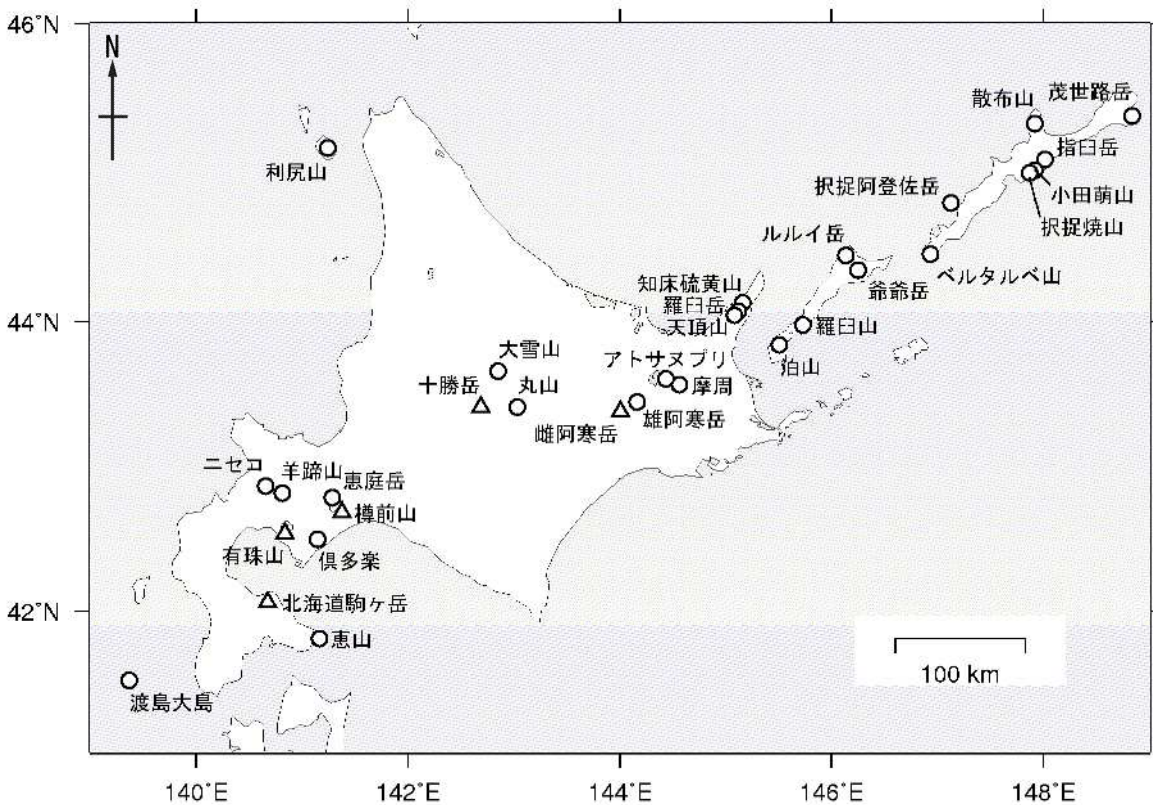 46°N
N
茂世路岳
散布山
指臼岳
利尻山
小田萌山
択捉阿登佐岳
択捉焼山
ルルイ岳
ベルタルベ山
知床硫黄山
爺爺岳
羅臼岳
44°N
天頂山
羅臼山
大雪山
アトサヌプリ
泊山
十勝岳
丸山
摩周
雌阿寒岳
雄阿寒岳
ニセコ
羊蹄山
恵庭岳
樽前山
有珠山
倶多楽
42°N
北海道駒ヶ岳
恵山
100 km
渡島大島
140°E
142°E
144°E
146°E
148°E